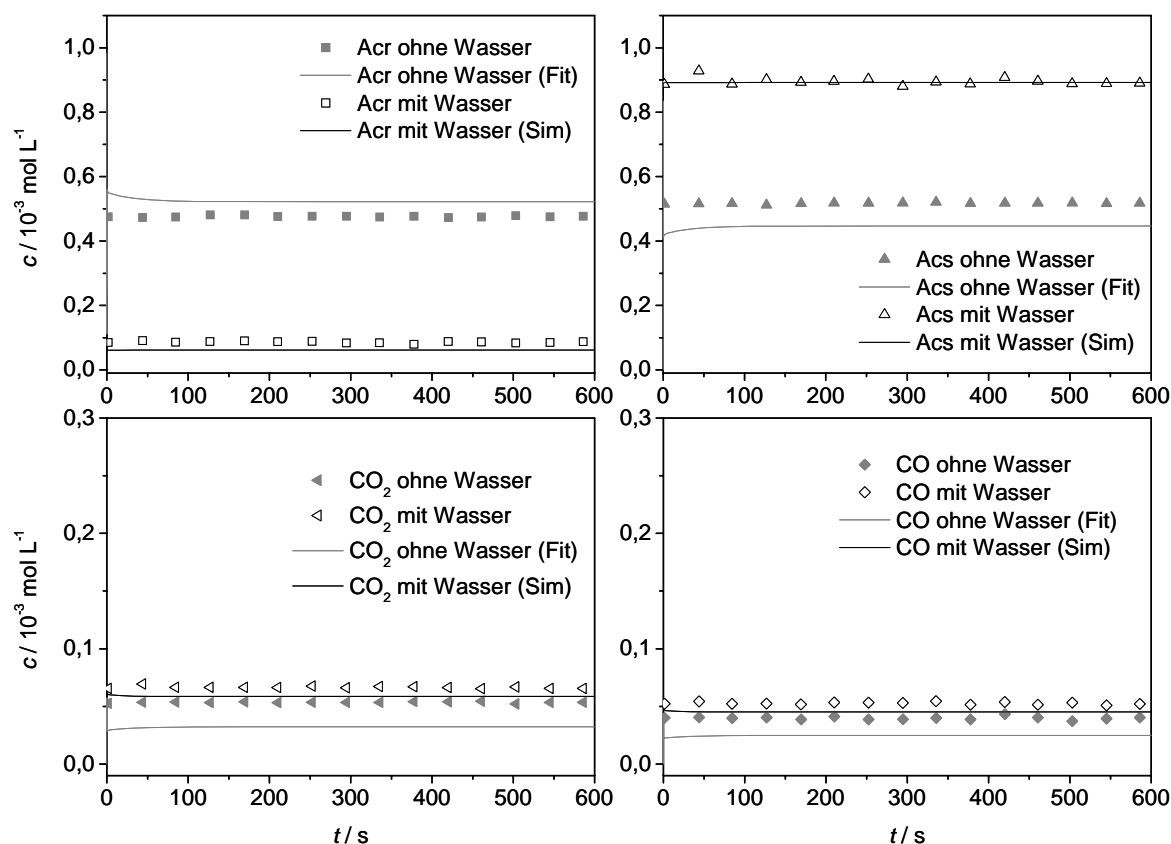 1,0
0,8
0,6
0,4
0,2
0,0
c / 10⁻³ mol L⁻¹
Acr ohne Wasser
Acr ohne Wasser (Fit)
Acr mit Wasser
Acr mit Wasser (Sim)
0 100 200 300 400 500 600
1,0
0,8
0,6
0,4
0,2
0,0
Acs ohne Wasser
Acs ohne Wasser (Fit)
Acs mit Wasser
Acs mit Wasser (Sim)
0 100 200 300 400 500 600
0,3
0,2
0,1
0,0
c / 10⁻³ mol L⁻¹
CO₂ ohne Wasser
CO₂ mit Wasser
CO₂ ohne Wasser (Fit)
CO₂ mit Wasser (Sim)
0 100 200 300 400 500 600
t / s
0,3
0,2
0,1
0,0
CO ohne Wasser
CO mit Wasser
CO ohne Wasser (Fit)
CO mit Wasser (Sim)
0 100 200 300 400 500 600
t / s